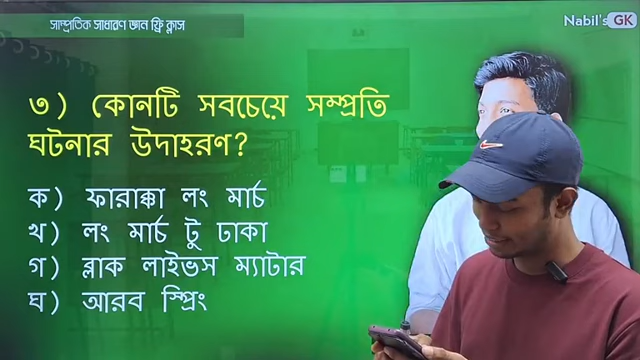 সাম্প্রতিক সাধারণ জ্ঞান ফ্রি ক্লাস
Nabil's GK
৩) কোনটি সবচেয়ে সম্প্রতি
ঘটনার উদাহরণ?
ক) ফারাক্কা লং মার্চ
খ) লং মার্চ টু ঢাকা
গ) ব্লাক লাইভস ম্যাটার
ঘ) আরব স্প্রিং